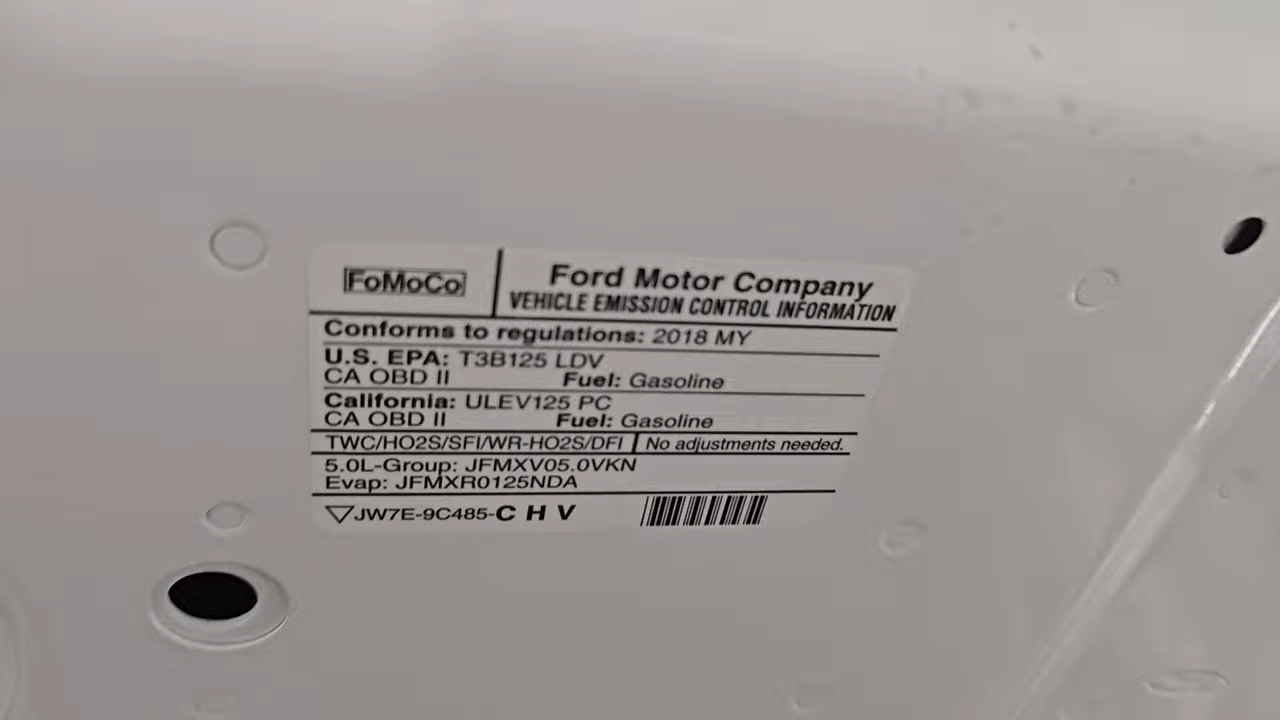 FoMoCo
Ford Motor Company
VEHICLE EMISSION CONTROL INFORMATION
Conforms to regulations: 2018 MY
U.S. EPA: T3B125 LDV
CA OBD II Fuel: Gasoline
California: ULEV125 PC
CA OBD II Fuel: Gasoline
TWC/HO2S/SFI/WR-HO2S/DFI No adjustments needed.
5.0L-Group: JFMXV05.0VKN
Evap: JFMXR0125NDA
JW7E-9C485-C H V